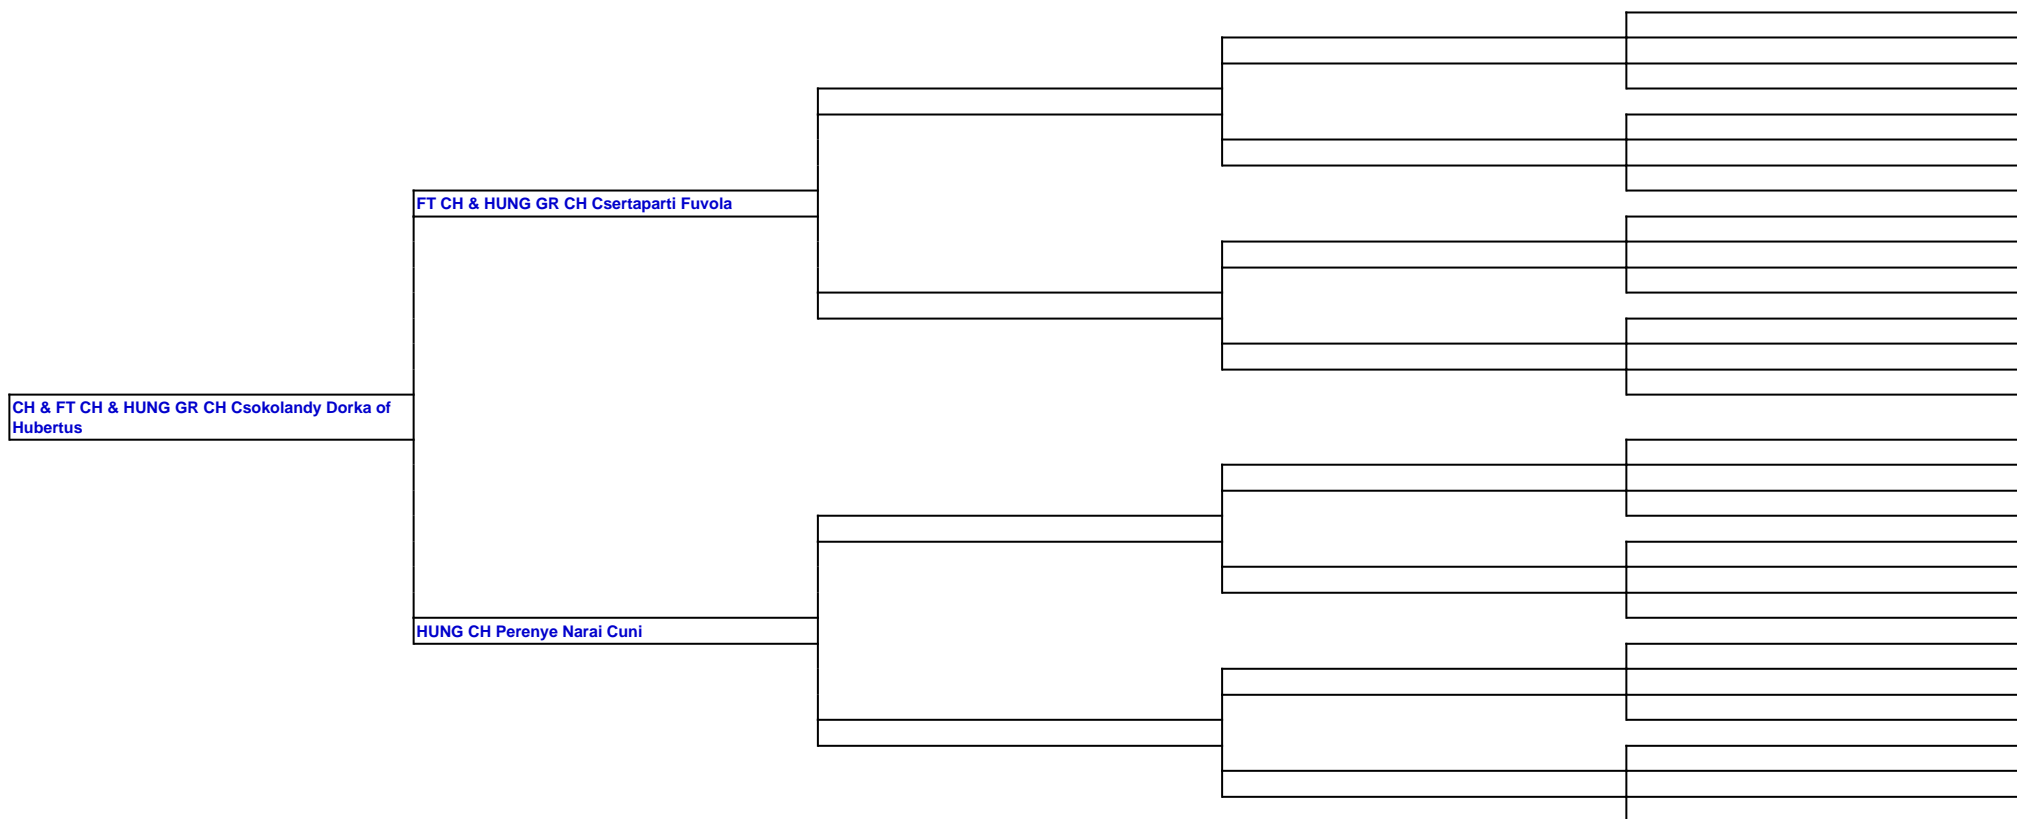 FT CH & HUNG GR CH Csertaparti Fuvola
CH & FT CH & HUNG GR CH Csokolandy Dorka of
Hubertus
HUNG CH Perenye Narai Cuni